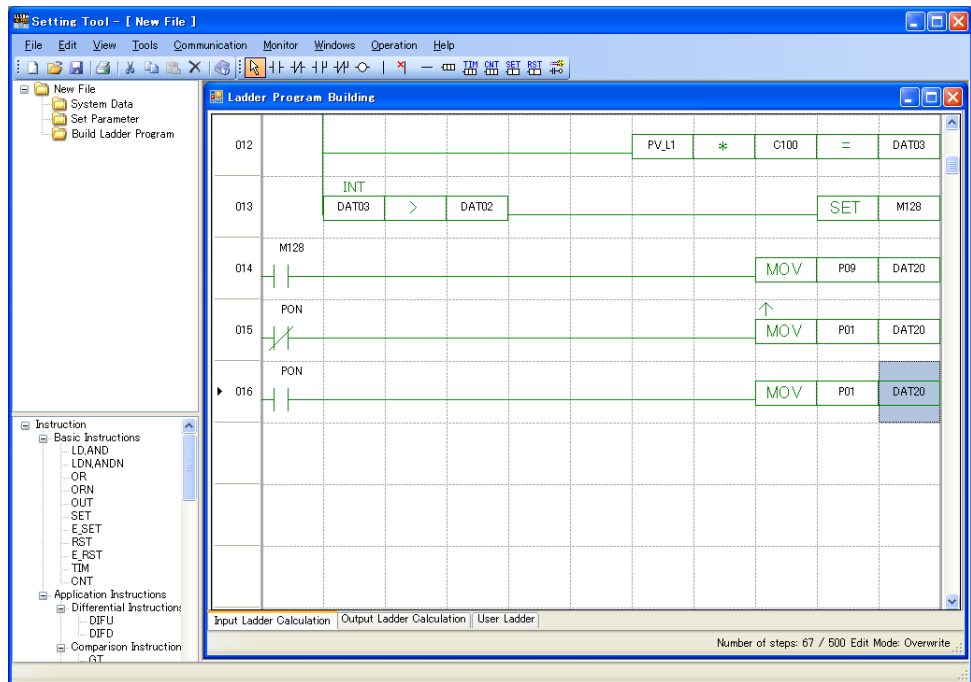 Setting Tool - [ New File ]
File Edit View Tools Communication Monitor Windows Operation Help
TIM CNT SET RST
New File
System Data
Set Parameter
Build Ladder Program
Ladder Program Building
012 PV_L1 * C100 = DAT03
INT
013 DAT03 > DAT02 SET M128
M128
014 MOV P09 DAT20
PON
015 MOV P01 DAT20
PON
016 MOV P01 DAT20
Instruction
Basic Instructions
LD,AND
LDN,ANDN
OR
ORN
OUT
SET
E_SET
RST
E_RST
TIM
CNT
Application Instructions
Differential Instructions
DIFU
DIFD
Comparison Instruction
GT
Input Ladder Calculation Output Ladder Calculation User Ladder
Number of steps: 67 / 500 Edit Mode: Overwrite